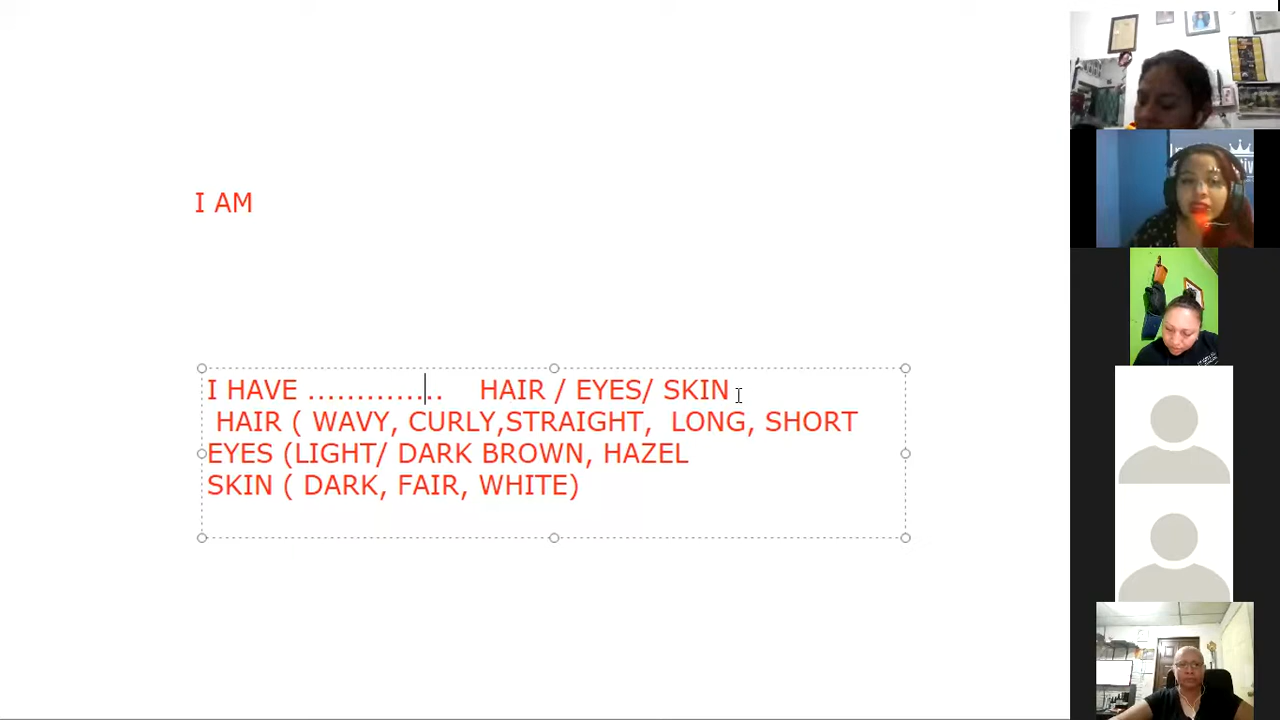 I AM
I HAVE ................ HAIR / EYES/ SKIN
HAIR ( WAVY, CURLY,STRAIGHT, LONG, SHORT
EYES (LIGHT/ DARK BROWN, HAZEL
SKIN ( DARK, FAIR, WHITE)